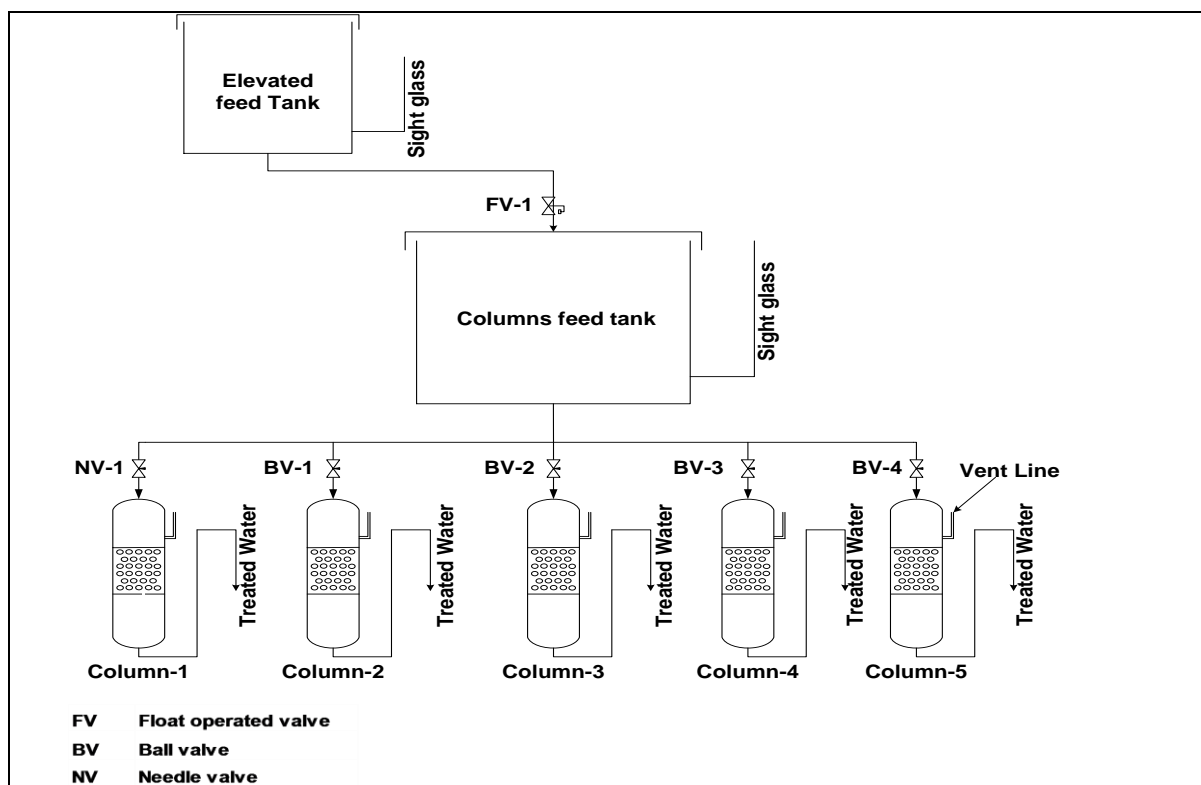 Elevated
feed Tank
Sight glass
FV-1
Columns feed tank
Sight glass
NV-1
BV-1
BV-2
BV-3
BV-4
Vent Line
Treated Water
Treated Water
Treated Water
Treated Water
Treated Water
Column-1
Column-2
Column-3
Column-4
Column-5
FV Float operated valve
BV Ball valve
NV Needle valve